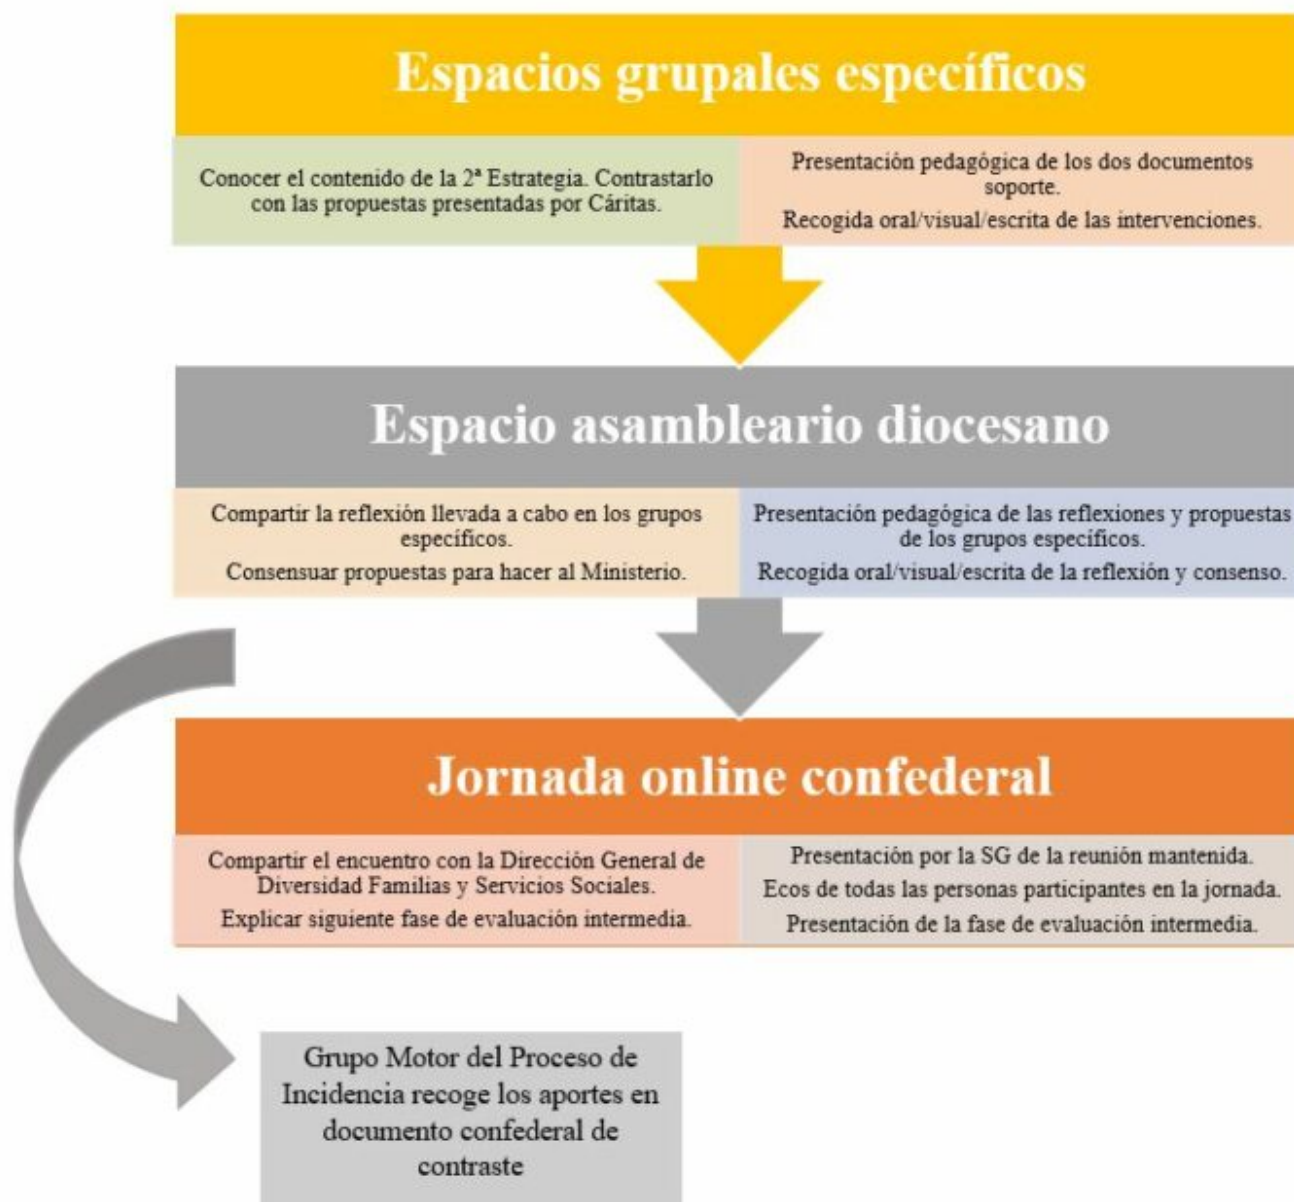 Espacios grupales específicos
Conocer el contenido de la 2ª Estrategia. Contrastarlo
con las propuestas presentadas por Cáritas.
Presentación pedagógica de los dos documentos
soporte.
Recogida oral/visual/escrita de las intervenciones.
Espacio asambleario diocesano
Compartir la reflexión llevada a cabo en los grupos
específicos.
Consensuar propuestas para hacer al Ministerio.
Presentación pedagógica de las reflexiones y propuestas
de los grupos específicos.
Recogida oral/visual/escrita de la reflexión y consenso.
Jornada online confederal
Compartir el encuentro con la Dirección General de
Diversidad Familias y Servicios Sociales.
Explicar siguiente fase de evaluación intermedia.
Presentación por la SG de la reunión mantenida.
Ecos de todas las personas participantes en la jornada.
Presentación de la fase de evaluación intermedia.
Grupo Motor del Proceso de
Incidencia recoge los aportes en
documento confederal de
contraste